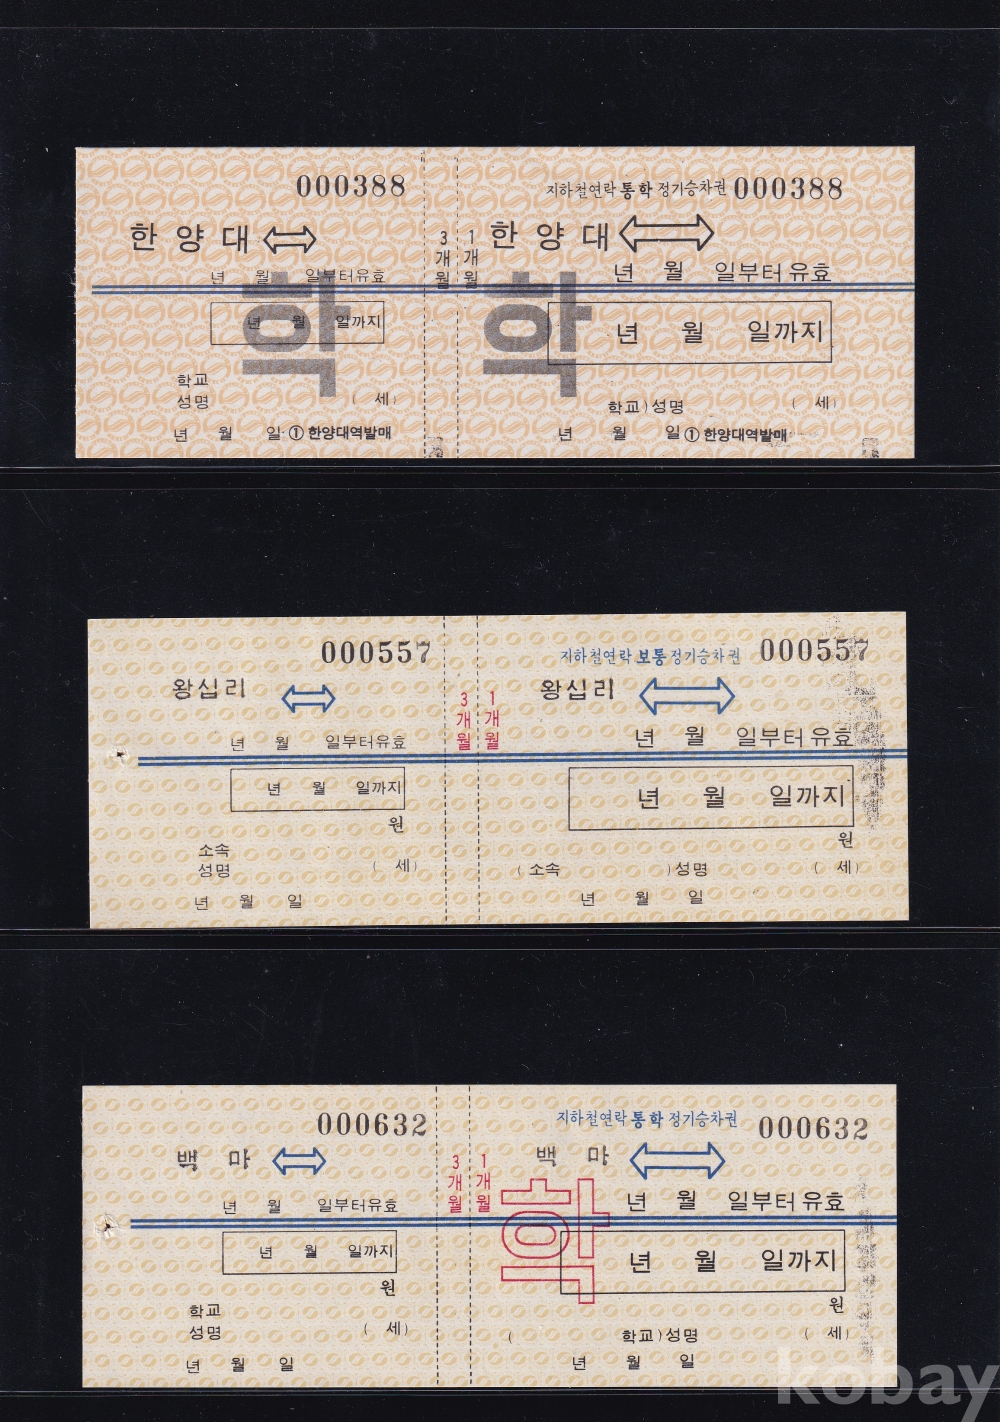 000388
한 양 대
년 월 일부터유효
년 월 일까지
학
학교
성명 ( 세)
년 월 일 ① 한양대역발매
3개월
1개월
지하철연락 통학 정기승차권 000388
한 양 대
년 월 일부터유효
년 월 일까지
학
학교) 성명 ( 세)
년 월 일 ① 한양대역발매
000557
왕십리
년 월 일부터유효
년 월 일까지
원
소속
성명 ( 세)
년 월 일
3개월
1개월
지하철연락 보통 정기승차권 000557
왕십리
년 월 일부터유효
년 월 일까지
원
( 소속 ) 성명 ( 세)
년 월 일
000632
백 마
년 월 일부터유효
년 월 일까지
원
학교
성명 ( 세)
년 월 일
3개월
1개월
지하철연락 통학 정기승차권 000632
백 마
년 월 일부터유효
학
년 월 일까지
원
( 학교) 성명 ( 세)
년 월 일
kobay